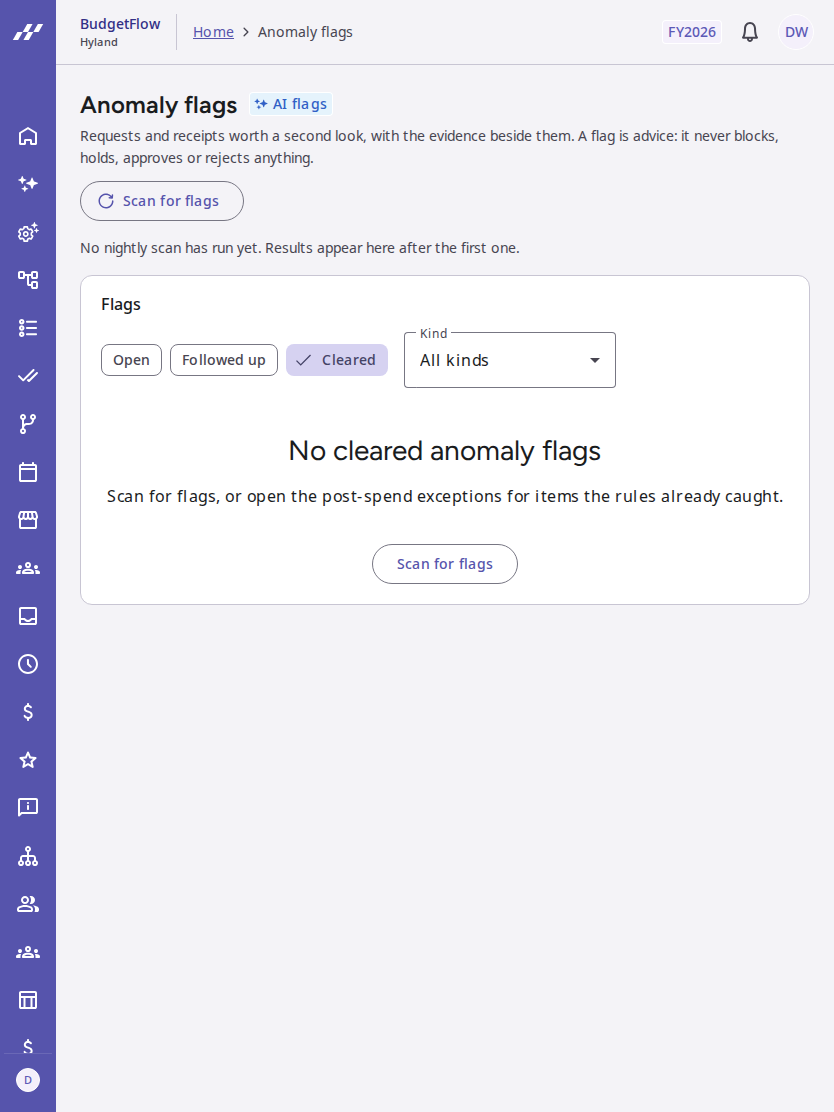 BudgetFlow
Hyland
Home > Anomaly flags
FY2026
DW
Anomaly flags
AI flags
Requests and receipts worth a second look, with the evidence beside them. A flag is advice: it never blocks,
holds, approves or rejects anything.
Scan for flags
No nightly scan has run yet. Results appear here after the first one.
Flags
Kind
Open
Followed up
Cleared
All kinds
No cleared anomaly flags
Scan for flags, or open the post-spend exceptions for items the rules already caught.
Scan for flags
D